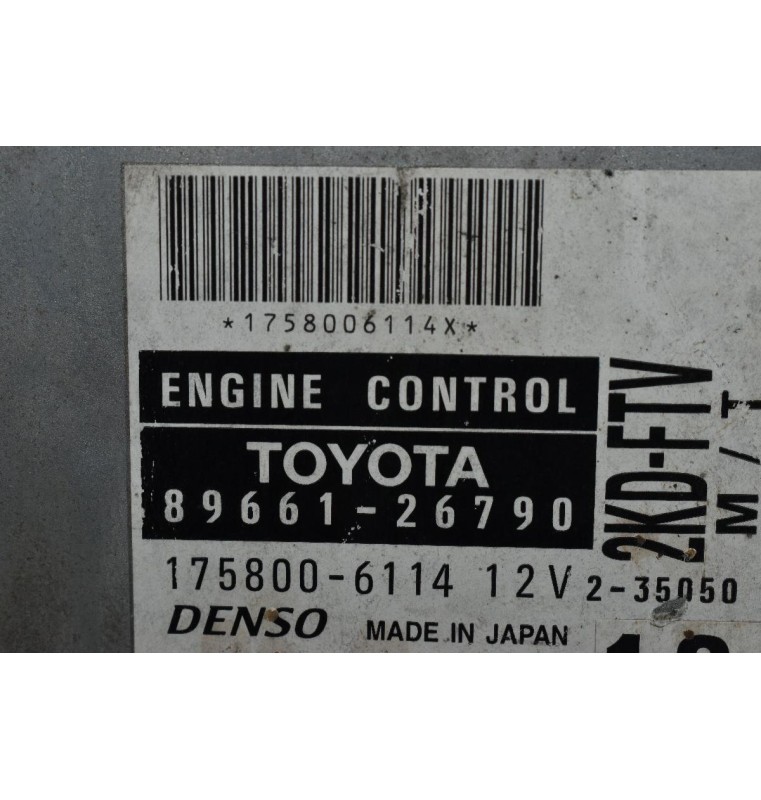 *1758006114X*
ENGINE CONTROL
TOYOTA
89661-26790
175800-6114 12V 2-35050
DENSO MADE IN JAPAN
2KD-FTV
M/T